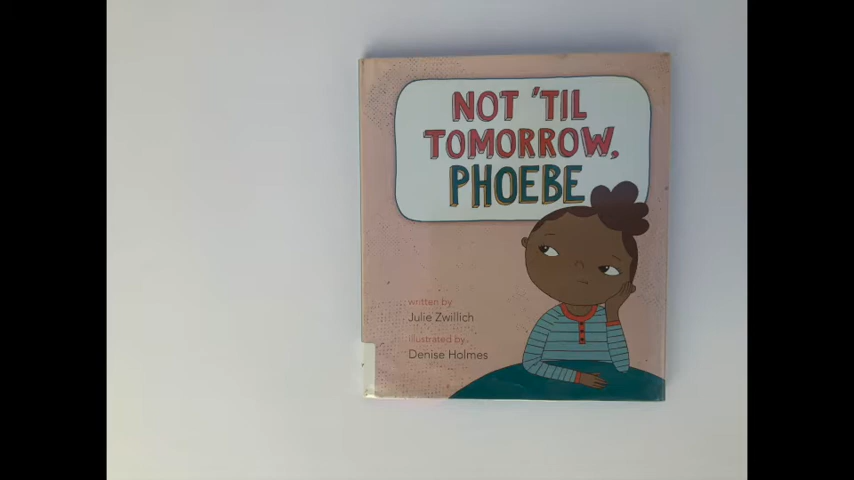 NOT 'TIL
TOMORROW,
PHOEBE
written by
Julie Zwillich
illustrated by
Denise Holmes